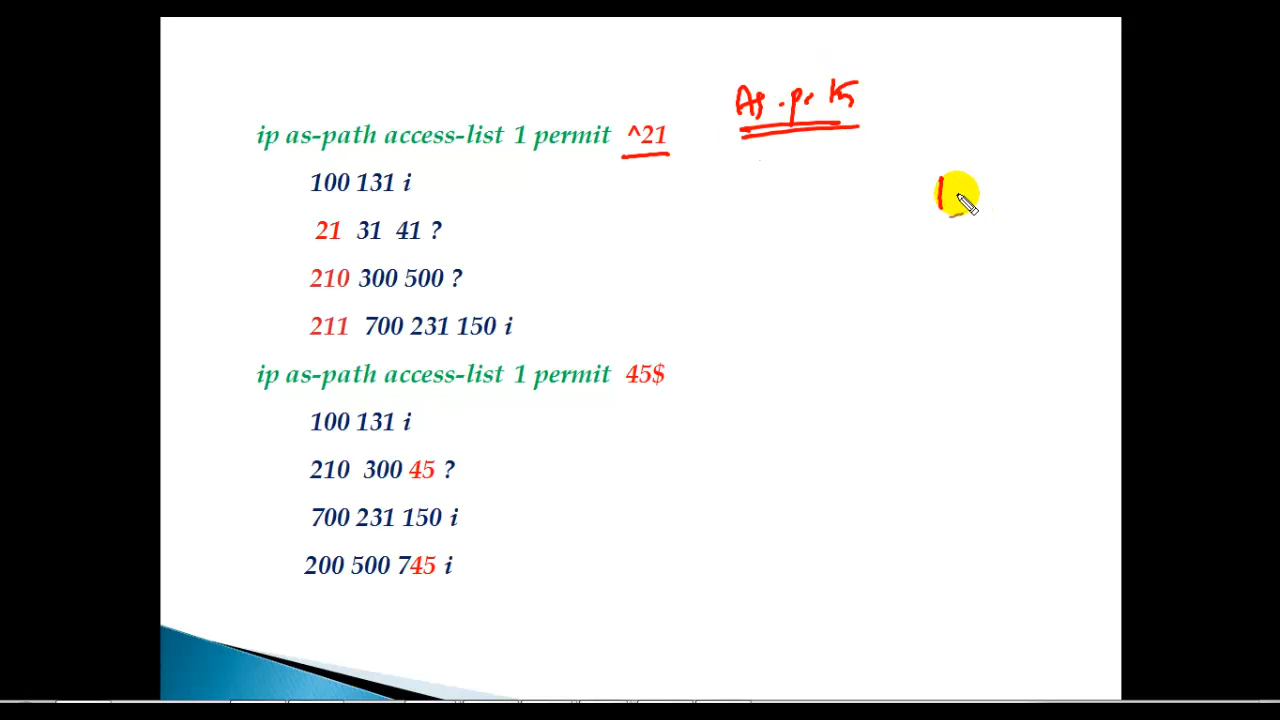 As-path
ip as-path access-list 1 permit ^21
100 131 i
21 31 41 ?
210 300 500 ?
211 700 231 150 i
ip as-path access-list 1 permit 45$
100 131 i
210 300 45 ?
700 231 150 i
200 500 745 i